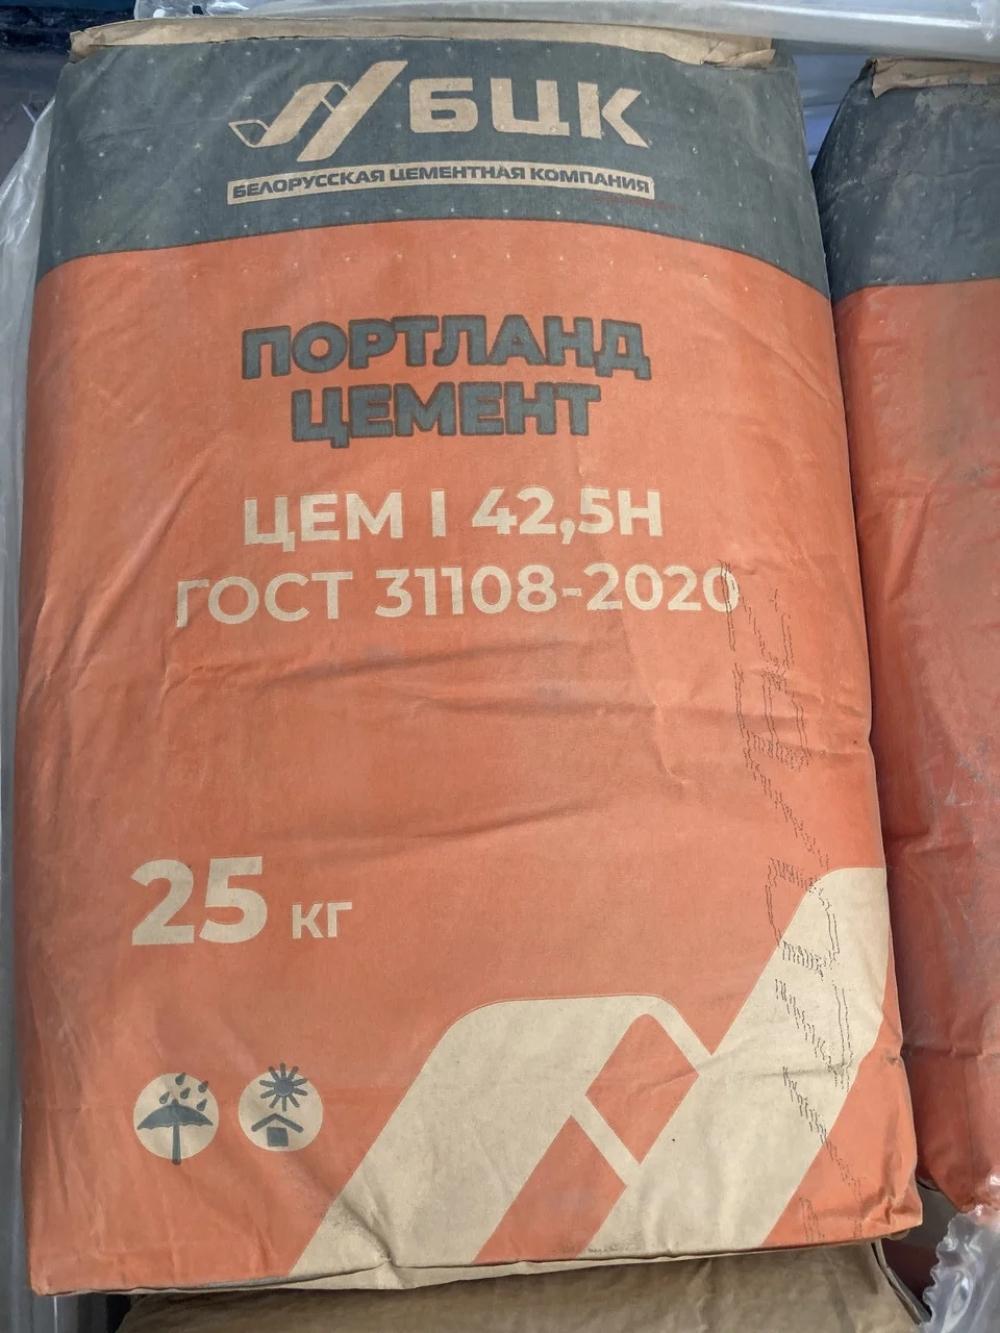 БЦК
БЕЛОРУССКАЯ ЦЕМЕНТНАЯ КОМПАНИЯ
ПОРТЛАНД
ЦЕМЕНТ
ЦЕМ I 42,5Н
ГОСТ 31108-2020
25 кг